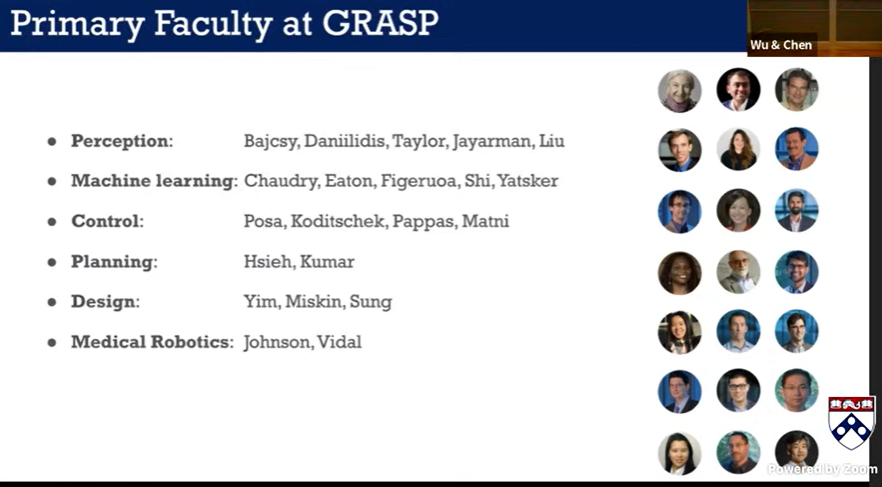 Primary Faculty at GRASP
Wu & Chen
● Perception: Bajcsy, Daniilidis, Taylor, Jayarman, Liu
● Machine learning: Chaudry, Eaton, Figeruoa, Shi, Yatsker
● Control: Posa, Koditschek, Pappas, Matni
● Planning: Hsieh, Kumar
● Design: Yim, Miskin, Sung
● Medical Robotics: Johnson, Vidal
Powered by Zoom